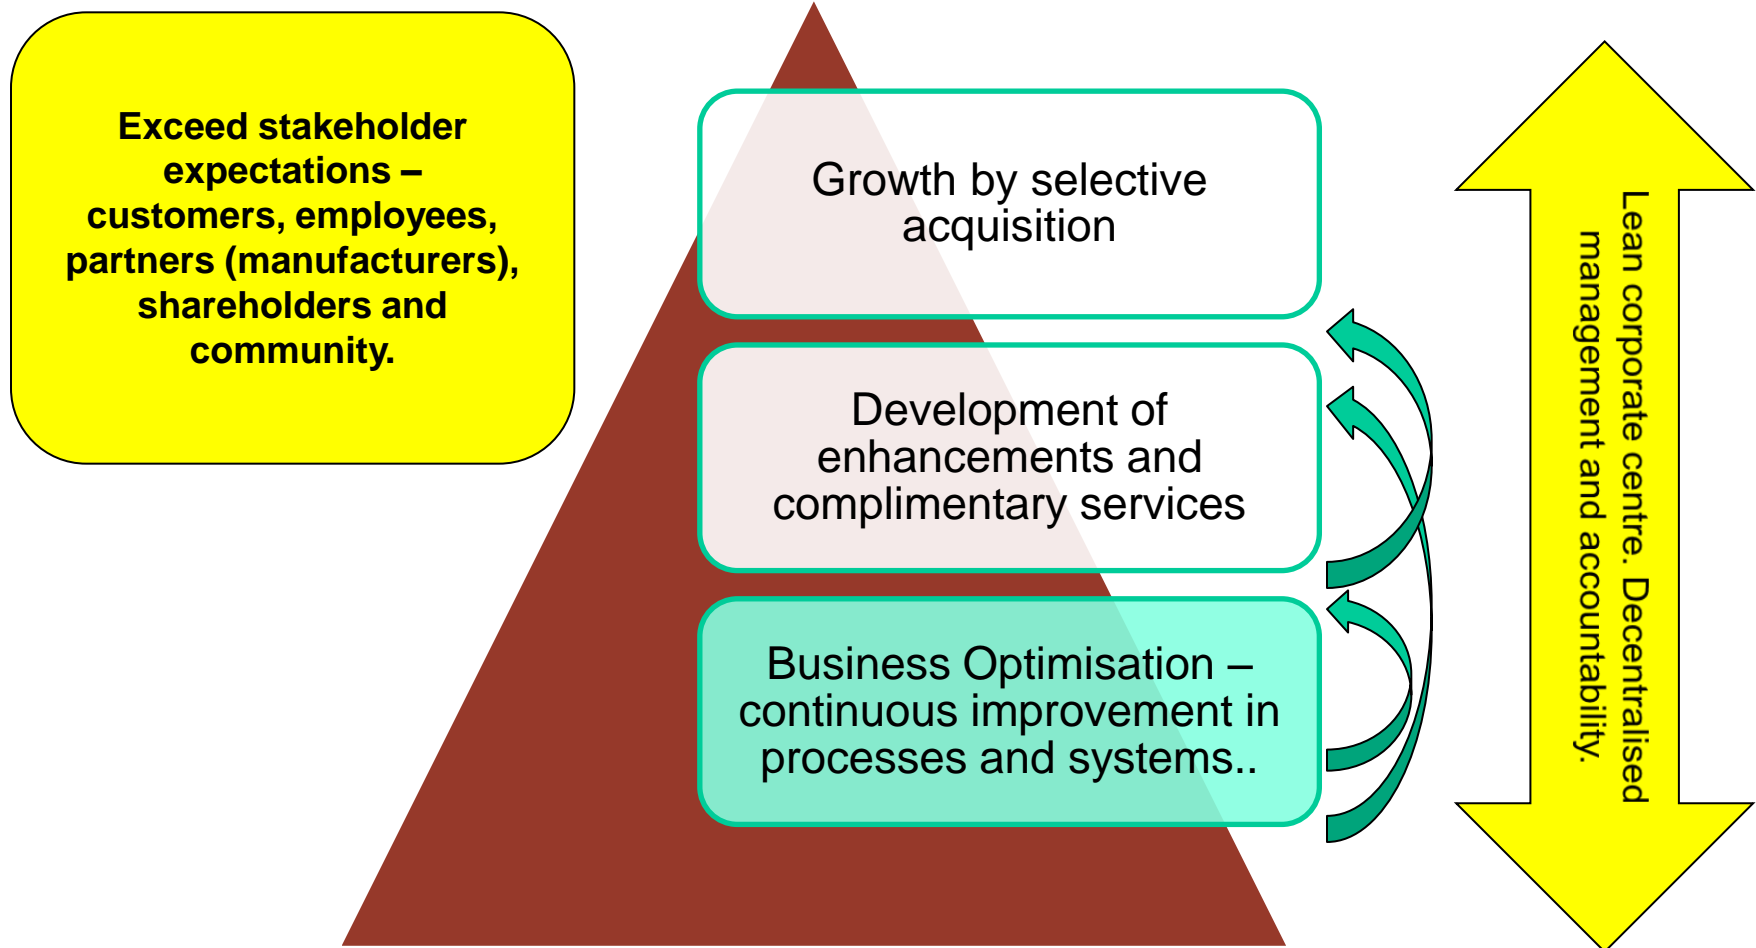 Exceed stakeholder
expectations –
customers, employees,
partners (manufacturers),
shareholders and
community.
Growth by selective
acquisition
Development of
enhancements and
complimentary services
Business Optimisation –
continuous improvement in
processes and systems..
Lean corporate centre. Decentralised
management and accountability.